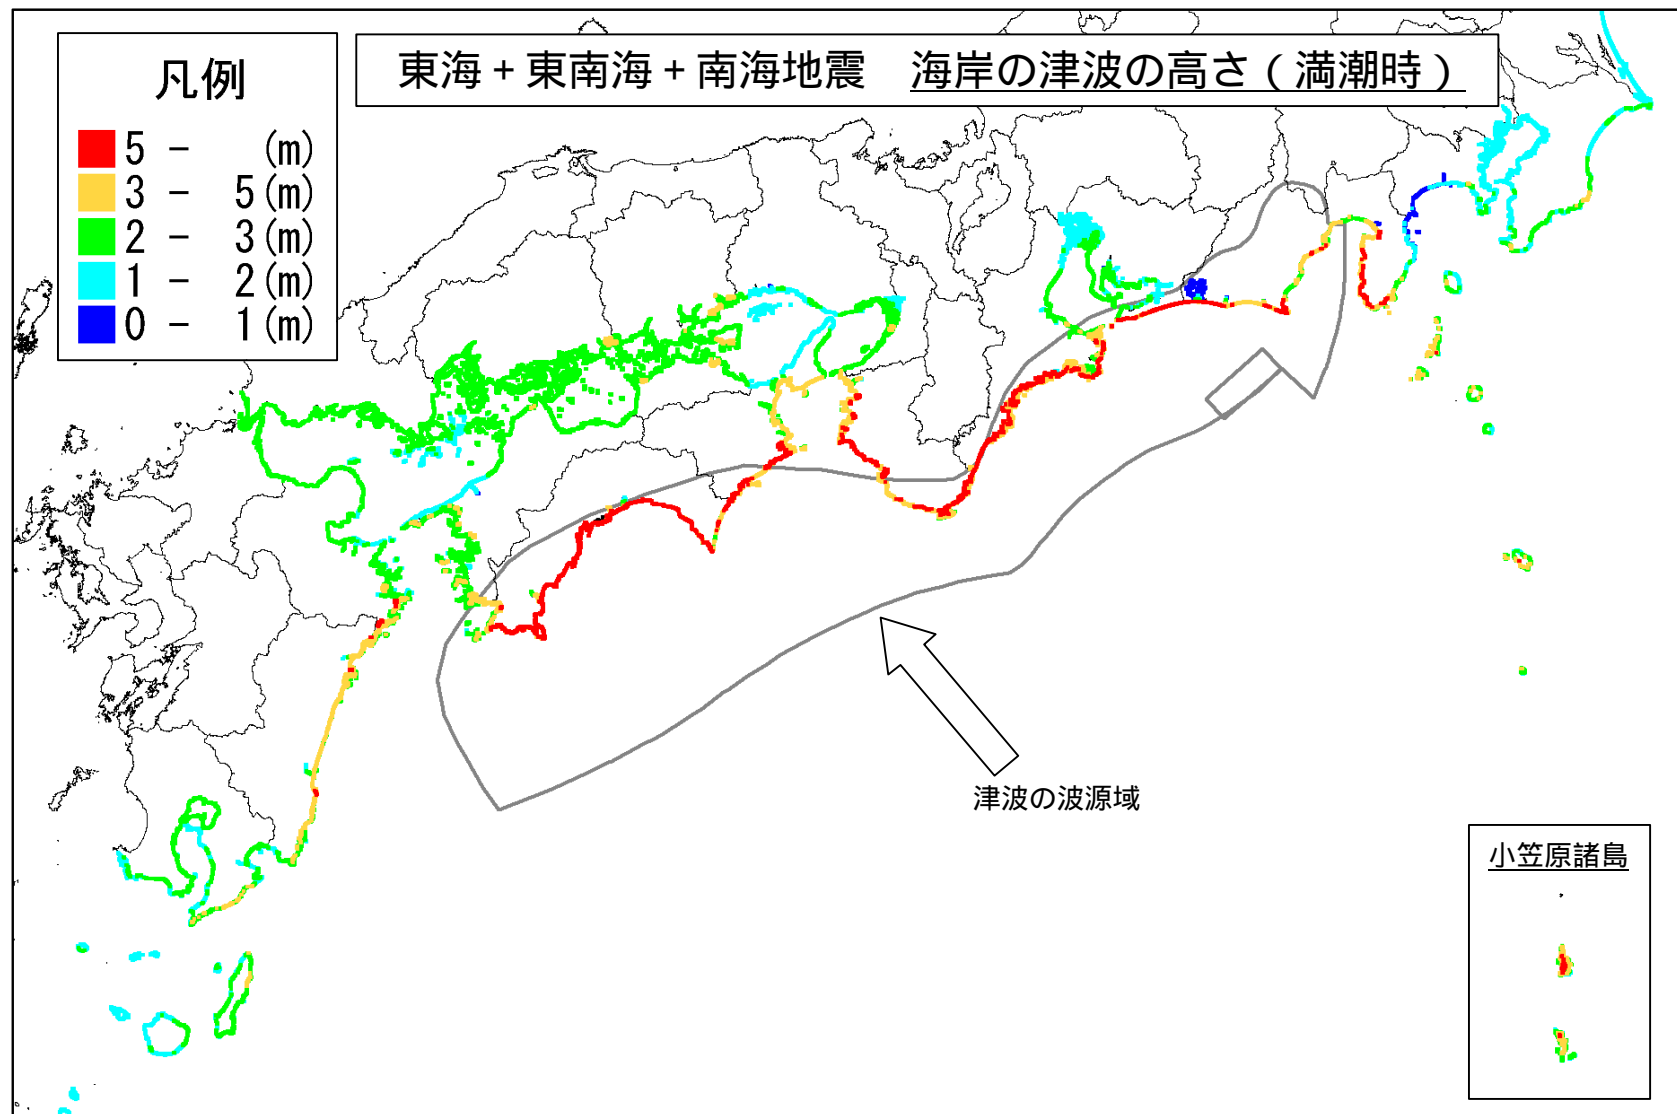 東海+東南海+南海地震 海岸の津波の高さ(満潮時)
凡例
5 - (m)
3 - 5(m)
2 - 3(m)
1 - 2(m)
0 - 1(m)
津波の波源域
小笠原諸島